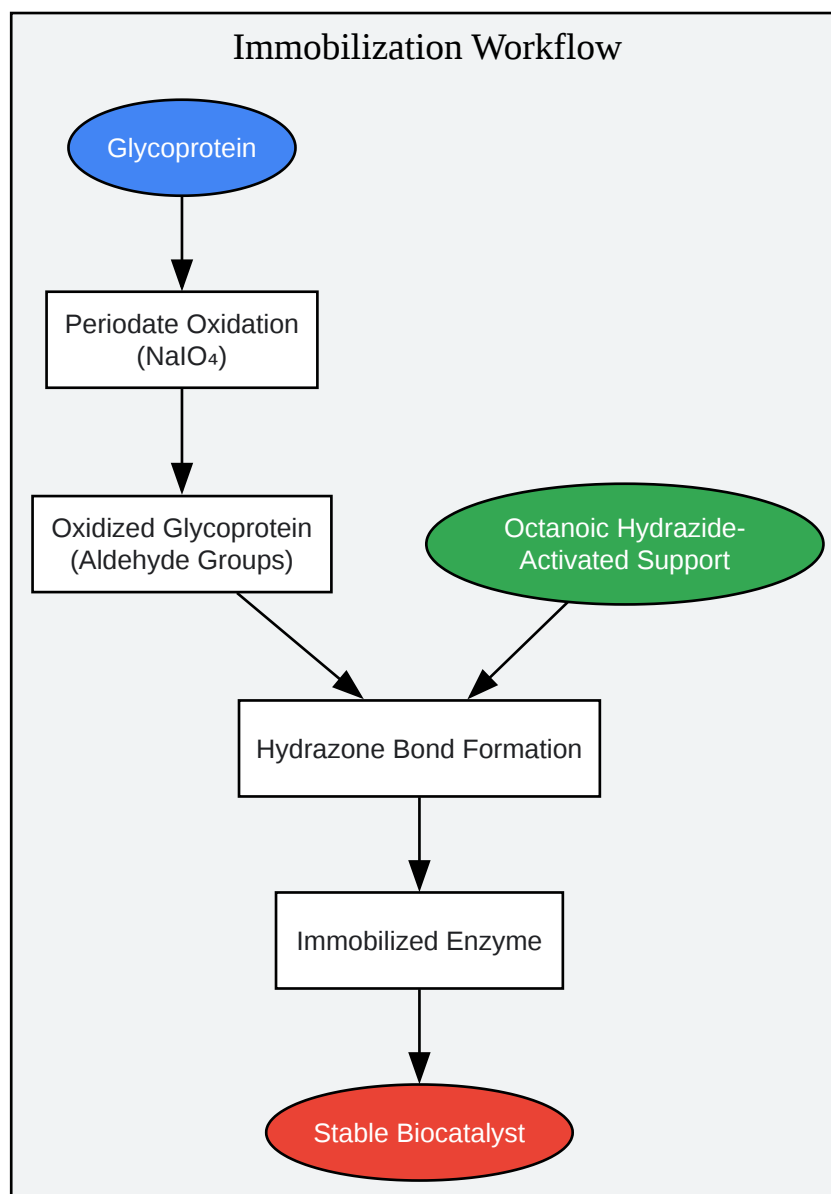 Immobilization Workflow
Glycoprotein
Periodate Oxidation
(NaIO₄)
Oxidized Glycoprotein
(Aldehyde Groups)
Octanoic Hydrazide-
Activated Support
Hydrazone Bond Formation
Immobilized Enzyme
Stable Biocatalyst